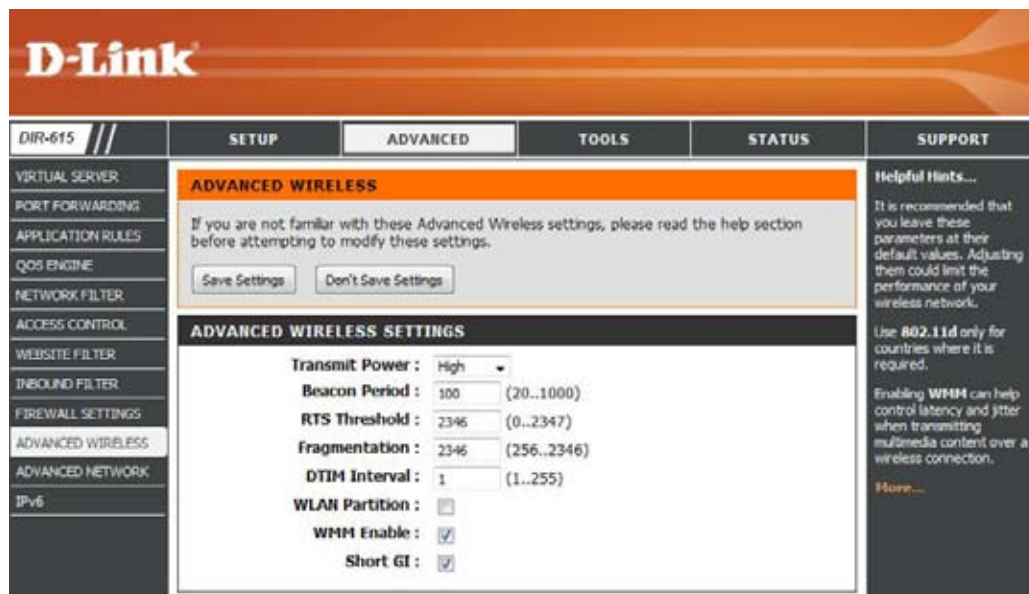 D-Link
DIR-615
SETUP
ADVANCED
TOOLS
STATUS
SUPPORT
VIRTUAL SERVER
PORT FORWARDING
APPLICATION RULES
QOS ENGINE
NETWORK FILTER
ACCESS CONTROL
WEBSITE FILTER
INBOUND FILTER
FIREWALL SETTINGS
ADVANCED WIRELESS
ADVANCED NETWORK
IPv6
ADVANCED WIRELESS
If you are not familar with these Advanced Wireless settings, please read the help section
before attempting to modify these settings.
Save Settings
Don't Save Settings
ADVANCED WIRELESS SETTINGS
Transmit Power : High
Beacon Period : 100 (20..1000)
RTS Threshold : 2346 (0..2347)
Fragmentation : 2346 (256..2346)
DTIM Interval : 1 (1..255)
WLAN Partition :
WMM Enable :
Short GI :
Helpful Hints...
It is recommended that
you leave these
parameters at their
default values. Adjusting
them could limit the
performance of your
wireless network.
Use 802.11d only for
countries where it is
required.
Enabling WMM can help
control latency and jitter
when transmitting
multimedia content over a
wireless connection.
More...